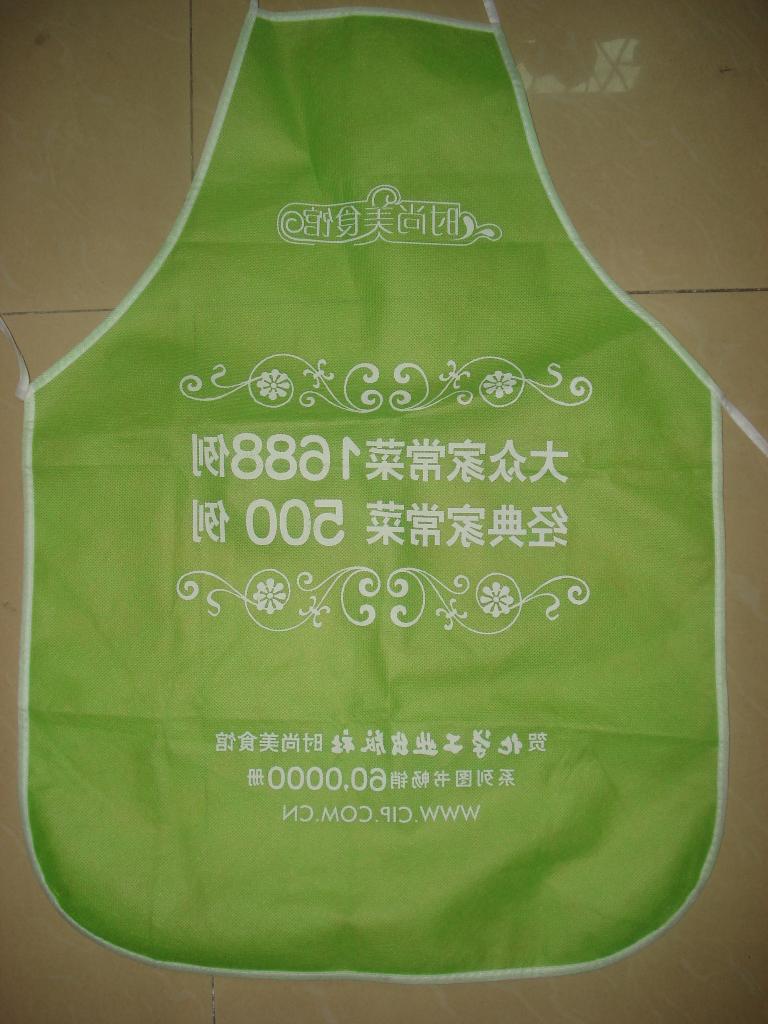 时尚美食馆
大众家常菜1688例
经典家常菜 500 例
贺化学工业出版社 时尚美食馆
系列图书畅销60,0000册
WWW.CIP.COM.CN